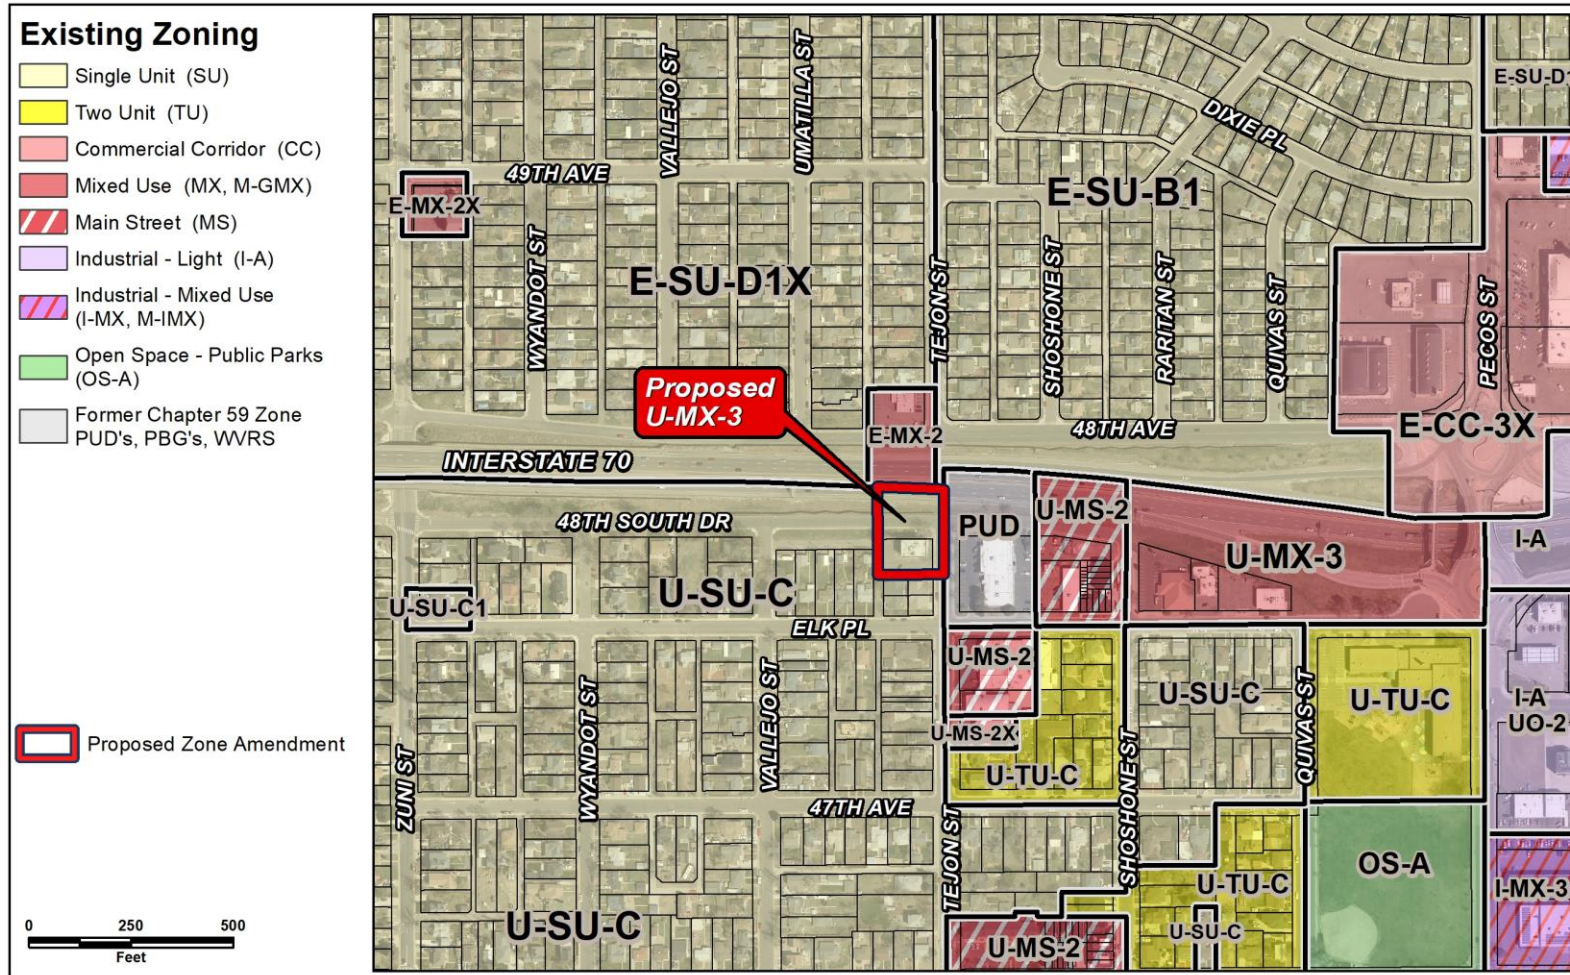 Existing Zoning
Single Unit (SU)
Two Unit (TU)
Commercial Corridor (CC)
Mixed Use (MX, M-GMX)
Main Street (MS)
Industrial - Light (I-A)
Industrial - Mixed Use
(I-MX, M-IMX)
Open Space - Public Parks
(OS-A)
Former Chapter 59 Zone
PUD's, PBG's, WVRS
Proposed Zone Amendment
0 250 500
Feet
VALLEJO ST
UMATILLA ST
DIXIE PL
E-SU-D1
49TH AVE
E-MX-2X
E-SU-B1
WYANDOT ST
E-SU-D1X
TEJON ST
SHOSHONE ST
RARITAN ST
QUIVAS ST
PECOS ST
Proposed
U-MX-3
E-MX-2
48TH AVE
E-CC-3X
INTERSTATE 70
48TH SOUTH DR
PUD
U-MS-2
U-MX-3
I-A
U-SU-C1
U-SU-C
ELK PL
U-MS-2
U-SU-C
U-TU-C
I-A
UO-2
U-MS-2X
U-TU-C
ZUNI ST
WYANDOT ST
VALLEJO ST
SHOSHONE ST
QUIVAS ST
47TH AVE
TEJON ST
U-TU-C
OS-A
I-MX-3
U-SU-C
U-MS-2
U-SU-C